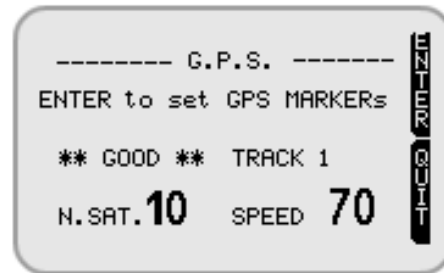 -------- G.P.S. -------
ENTER to set GPS MARKERs
** GOOD ** TRACK 1
N.SAT.10 SPEED 70
ENTER
QUIT